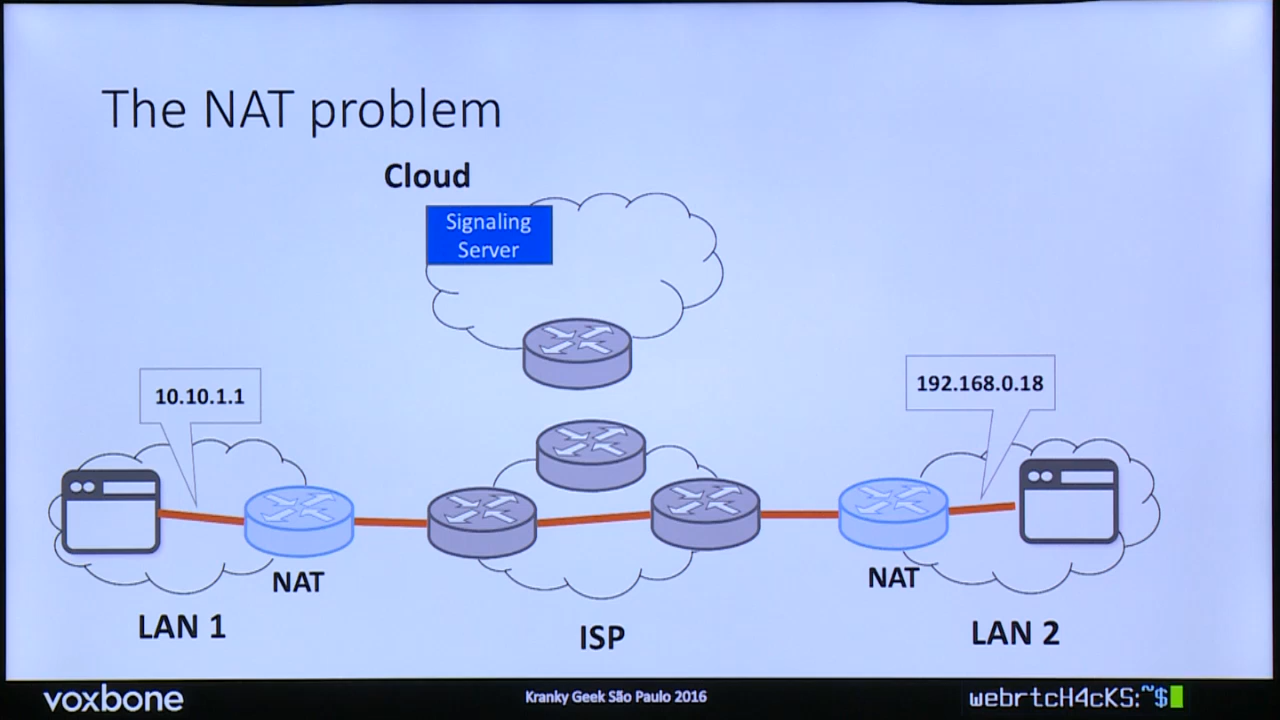 The NAT problem
Cloud
Signaling
Server
10.10.1.1
192.168.0.18
NAT
NAT
LAN 1
ISP
LAN 2
voxbone
Kranky Geek São Paulo 2016
webrtcH4cKS:~$